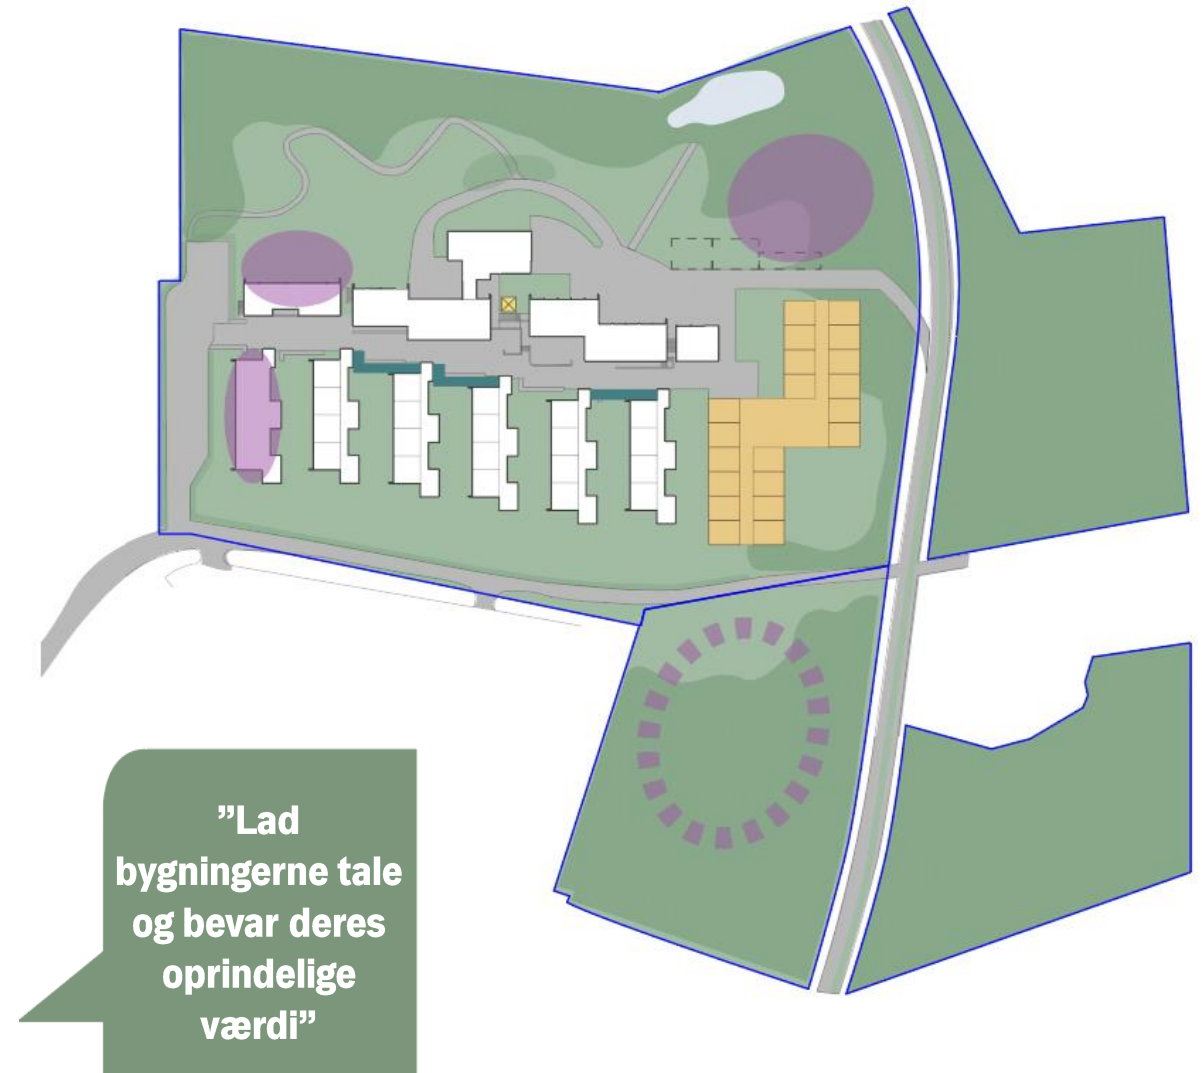 ”Lad
bygningerne tale
og bevar deres
oprindelige
værdi”